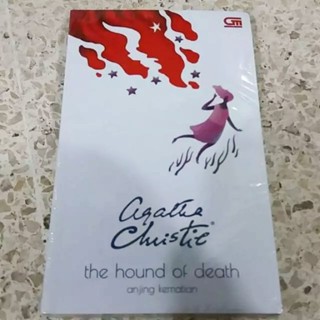 GM
agatha
Christie®
the hound of death
anjing kematian